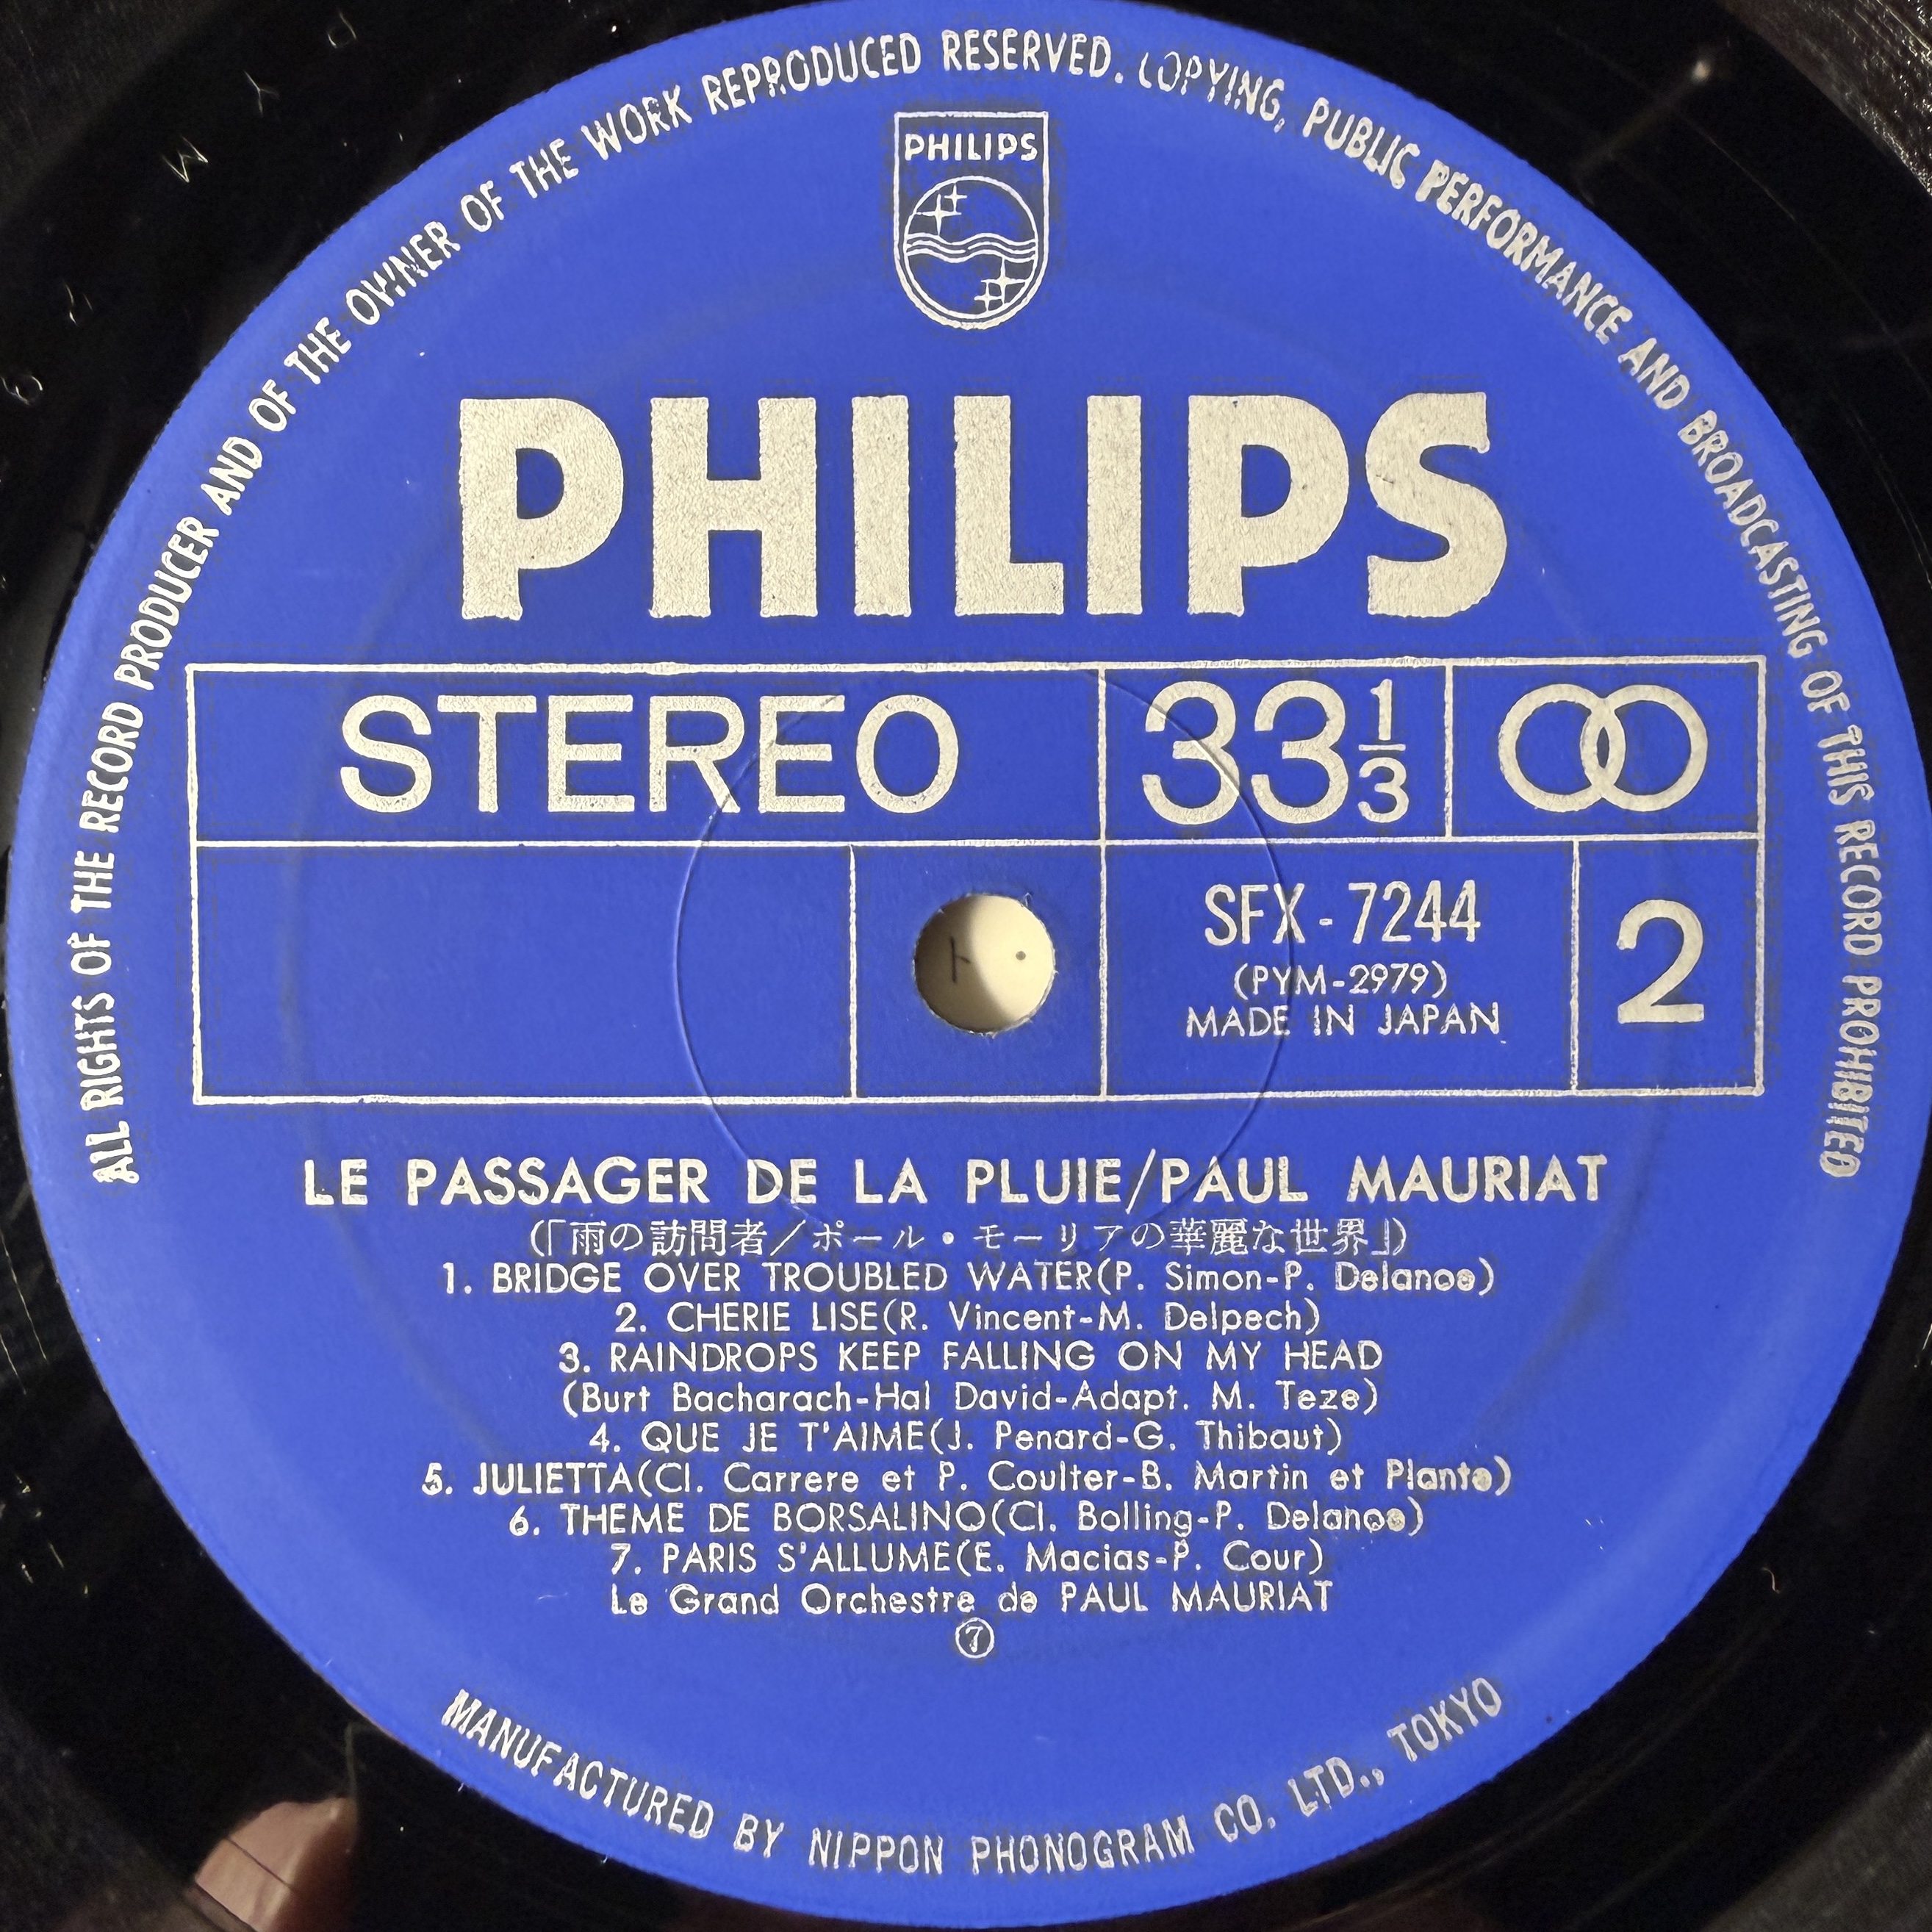 ALL RIGHTS OF THE RECORD PRODUCER AND OF THE OWNER OF THE WORK REPRODUCED RESERVED. COPYING, PUBLIC PERFORMANCE AND BROADCASTING OF THIS RECORD PROHIBITED
PHILIPS
PHILIPS
STEREO 33 1/3
SFX-7244 2
(PYM-2979)
MADE IN JAPAN
LE PASSAGER DE LA PLUIE/PAUL MAURIAT
(「雨の訪問者/ポール・モーリアの華麗な世界」)
1. BRIDGE OVER TROUBLED WATER(P. Simon-P. Delanoe)
2. CHERIE LISE(R. Vincent-M. Delpech)
3. RAINDROPS KEEP FALLING ON MY HEAD
(Burt Bacharach-Hal David-Adapt. M. Teze)
4. QUE JE T'AIME(J. Penard-G. Thibaut)
5. JULIETTA(Cl. Carrere et P. Coulter-B. Martin et Plante)
6. THEME DE BORSALINO(Cl. Bolling-P. Delanoe)
7. PARIS S'ALLUME(E. Macias-P. Cour)
Le Grand Orchestre de PAUL MAURIAT
⑦
MANUFACTURED BY NIPPON PHONOGRAM CO. LTD., TOKYO